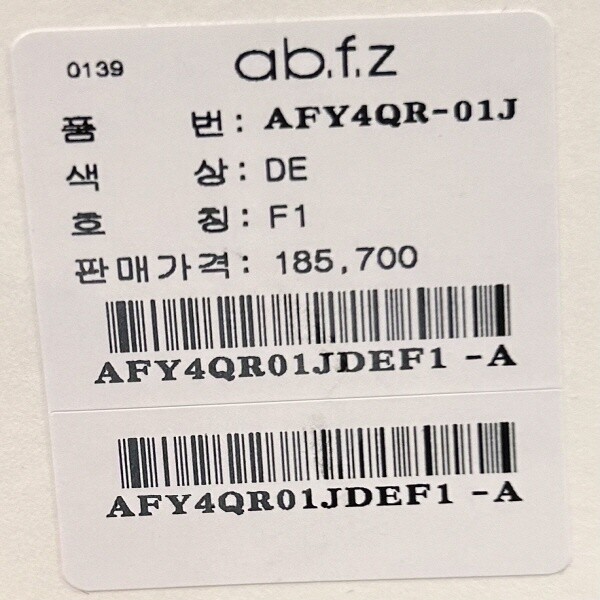 0139 ab.f.z
품 번 : AFY4QR-01J
색 상 : DE
호 칭 : F1
판매가격 : 185,700
AFY4QR01JDEF1 -A
AFY4QR01JDEF1 -A